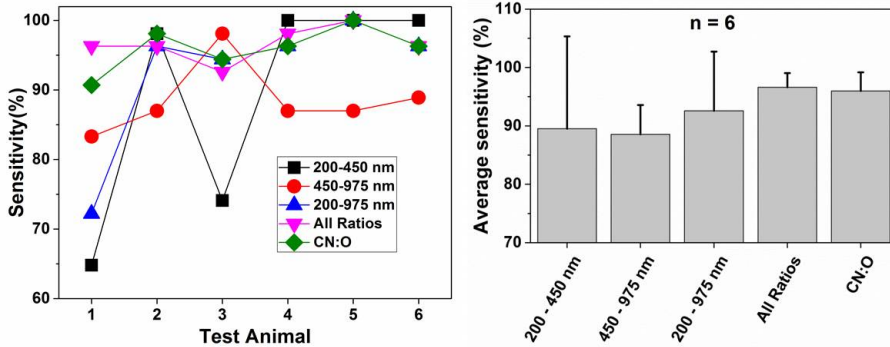 Sensitivity(%)
100
90
80
70
60
1 2 3 4 5 6
Test Animal
200-450 nm
450-975 nm
200-975 nm
All Ratios
CN:O
Average sensitivity (%)
110
100
90
80
70
n = 6
200 - 450 nm
450 - 975 nm
200 - 975 nm
All Ratios
CN:O